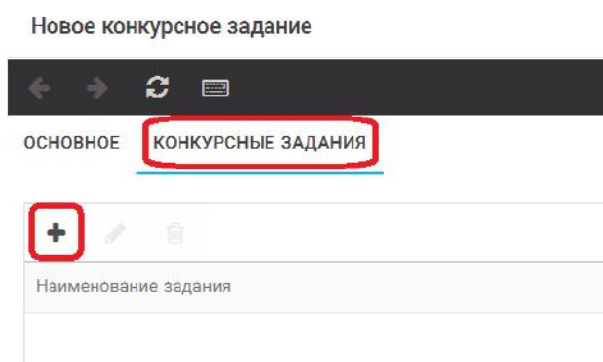 Новое конкурсное задание
ОСНОВНОЕ КОНКУРСНЫЕ ЗАДАНИЯ
Наименование задания